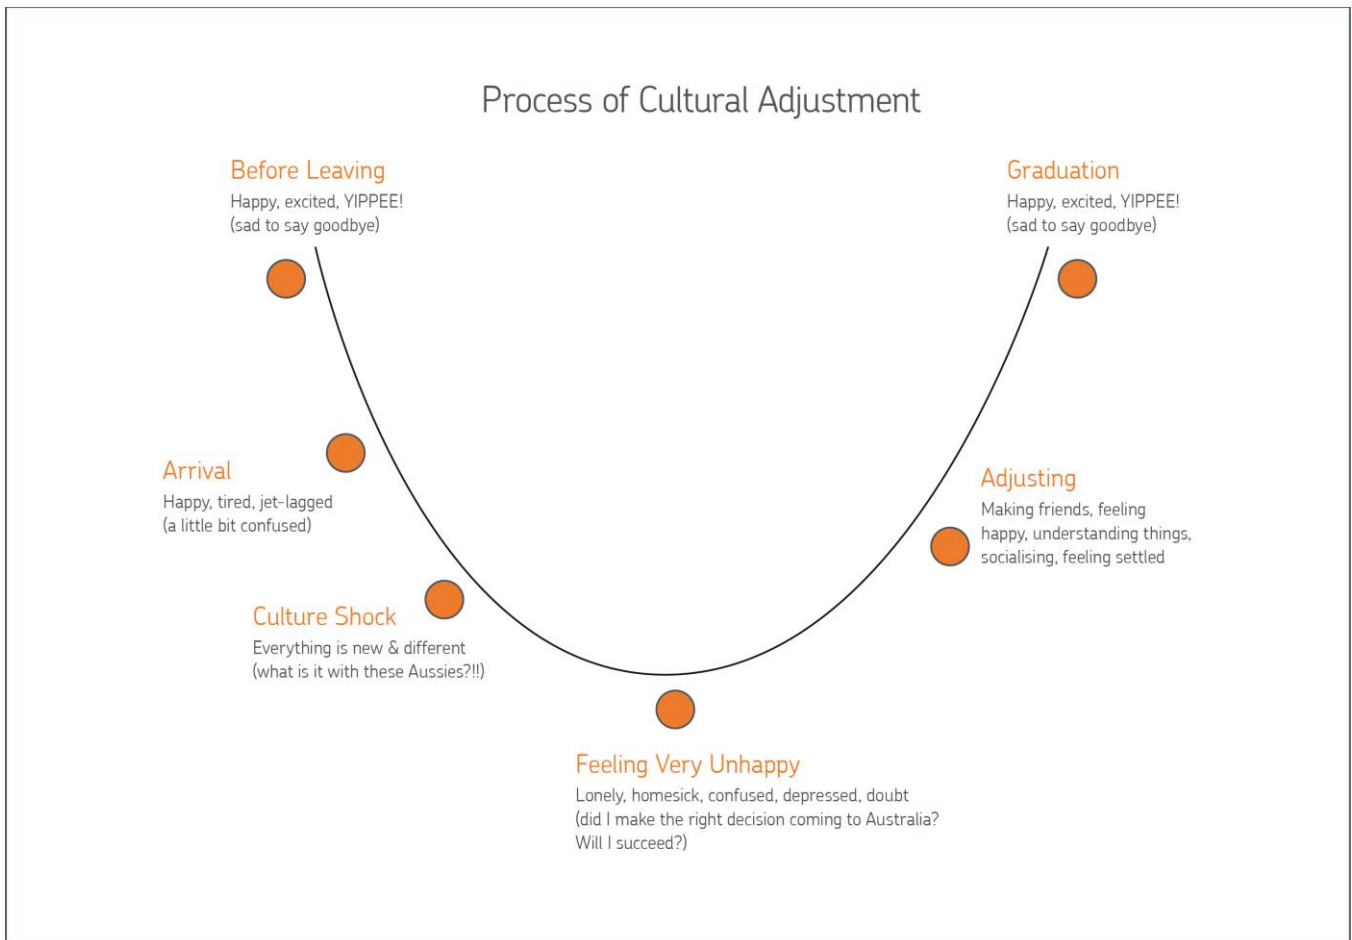 Process of Cultural Adjustment
Before Leaving
Happy, excited, YIPPEE!
(sad to say goodbye)
Arrival
Happy, tired, jet-lagged
(a little bit confused)
Culture Shock
Everything is new & different
(what is it with these Aussies?!!)
Feeling Very Unhappy
Lonely, homesick, confused, depressed, doubt
(did I make the right decision coming to Australia?
Will I succeed?)
Adjusting
Making friends, feeling
happy, understanding things,
socialising, feeling settled
Graduation
Happy, excited, YIPPEE!
(sad to say goodbye)